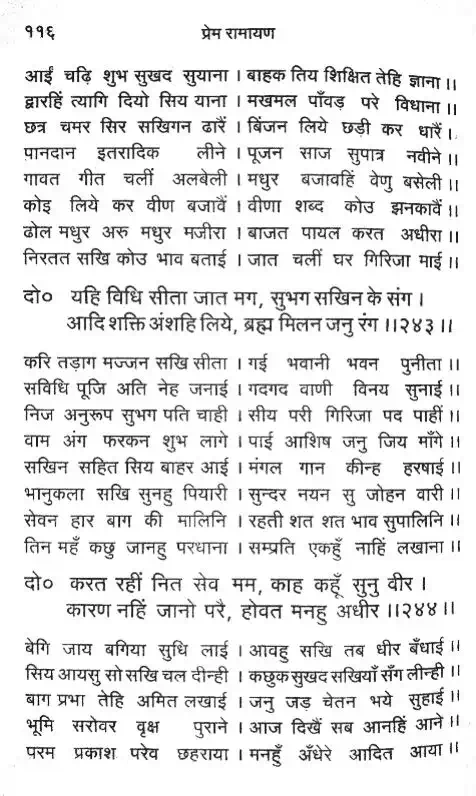 ११६
प्रेम रामायण
आईं चढ़ि शुभ सुखद सुयाना । बाहक तिय शिक्षित तेहि ज्ञाना ।।
द्वारहिं त्यागि दियो सिय याना । मखमल पाँवड़ परे विधाना ।।
छत्र चमर सिर सखिगन ढारैं । बिंजन लिये छड़ी कर धारैं ।
पानदान इतरादिक लीने । पूजन साज सुपात्र नवीने ।।
गावत गीत चलीं अलबेली । मधुर बजावहिं वेणु बसेली ।।
कोइ लिये कर वीण बजावैं । वीणा शब्द कोउ झनकावैं ।।
ढोल मधुर अरु मधुर मजीरा । बाजत पायल करत अधीरा ।।
निरतत सखि कोउ भाव बताई । जात चलीं घर गिरिजा माई ।।
दो० यहि विधि सीता जात मग, सुभग सखिन के संग ।
आदि शक्ति अंशहि लिये, ब्रह्म मिलन जनु रंग ।।२४३।।
करि तड़ाग मज्जन सखि सीता । गई भवानी भवन पुनीता ।।
सविधि पूजि अति नेह जनाई । गदगद वाणी विनय सुनाई ।।
निज अनुरूप सुभग पति चाही । सीय परी गिरिजा पद पाहीं ।।
वाम अंग फरकन शुभ लागे । पाई आशिष जनु जिय माँगे ।।
सखिन सहित सिय बाहर आई । मंगल गान कीन्ह हरषाई ।।
भानुकला सखि सुनहु पियारी । सुन्दर नयन सु जोहन वारी ।।
सेवन हार बाग की मालिनि । रहती शत शत भाव सुपालिनि ।।
तिन महँ कछु जानहु परधाना । सम्प्रति एकहुँ नाहिं लखाना ।।
दो० करत रहीं नित सेव मम, काह कहूँ सुनु वीर ।
कारण नहिं जानो परै, होवत मनहु अधीर ।।२४४।।
बेगि जाय बगिया सुधि लाई । आवहु सखि तब धीर बँधाई ।।
सिय आयसु सो सखि चल दीन्ही । कछुक सुखद सखियाँ सँग लीन्ही ।।
बाग प्रभा तेहि अमित लखाई । जनु जड़ चेतन भये सुहाई ।।
भूमि सरोवर वृक्ष पुराने । आज दिखैं सब आनहिं आने ।।
परम प्रकाश परेव छहराया । मनहुँ अँधेरे आदित आया ।।